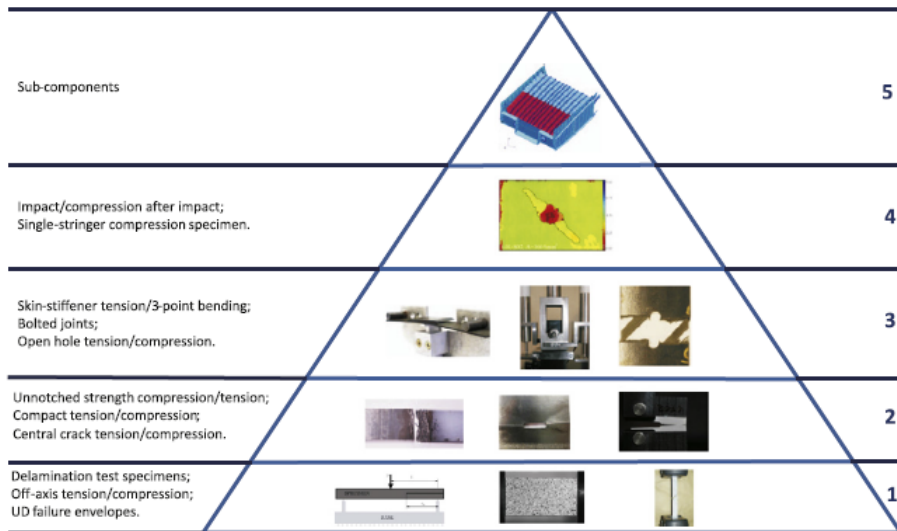 Sub-components
5
Impact/compression after impact;
Single-stringer compression specimen.
4
Skin-stiffener tension/3-point bending;
Bolted joints;
Open hole tension/compression.
3
Unnotched strength compression/tension;
Compact tension/compression;
Central crack tension/compression.
2
Delamination test specimens;
Off-axis tension/compression;
UD failure envelopes.
1